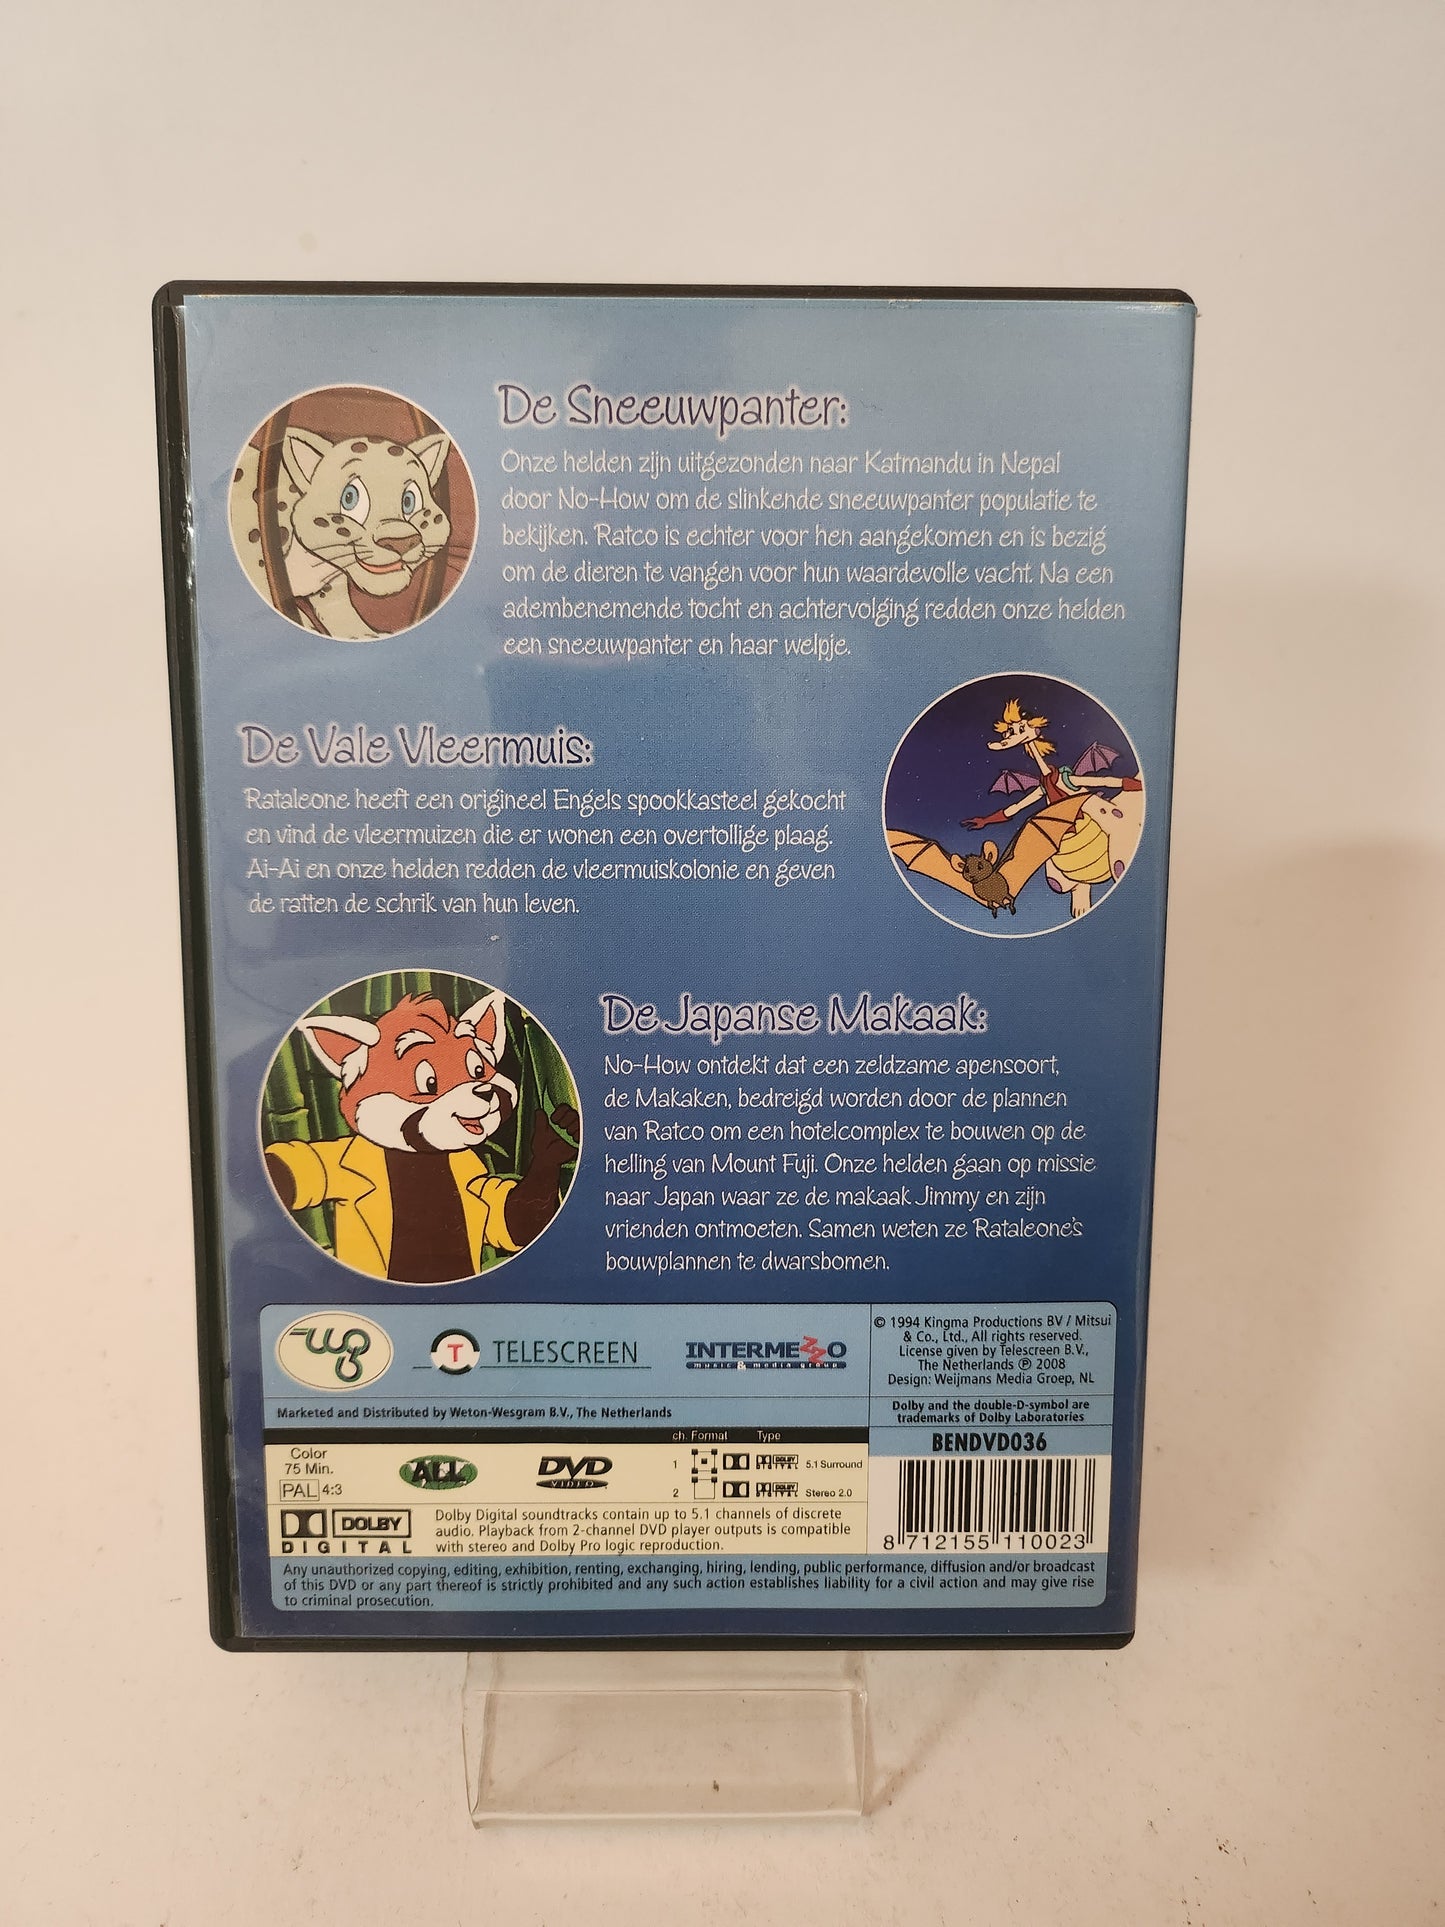 De Sneeuwpanter:
Onze helden zijn uitgezonden naar Katmandu in Nepal
door No-How om de slinkende sneeuwpanter populatie te
bekijken. Ratco is echter voor hen aangekomen en is bezig
om de dieren te vangen voor hun waardevolle vacht. Na een
adembenemende tocht en achtervolging redden onze helden
een sneeuwpanter en haar welpje.
De Vale Vleermuis:
Rataleone heeft een origineel Engels spookkasteel gekocht
en vind de vleermuizen die er wonen een overtollige plaag.
Ai-Ai en onze helden redden de vleermuiskolonie en geven
de ratten de schrik van hun leven.
De Japanse Makaak:
No-How ontdekt dat een zeldzame apensoort,
de Makaken, bedreigd worden door de plannen
van Ratco om een hotelcomplex te bouwen op de
helling van Mount Fuji. Onze helden gaan op missie
naar Japan waar ze de makaak Jimmy en zijn
vrienden ontmoeten. Samen weten ze Rataleone's
bouwplannen te dwarsbomen.
T TELESCREEN
INTERMEZZO
music & media group
© 1994 Kingma Productions BV / Mitsui
& Co., Ltd., All rights reserved.
License given by Telescreen B.V.,
The Netherlands ℗ 2008
Design: Weijmans Media Groep, NL
Marketed and Distributed by Weton-Wesgram B.V., The Netherlands
Dolby and the double-D-symbol are
trademarks of Dolby Laboratories
BENDVD036
ch. Format Type
Color
75 Min.
PAL 4:3
ALL
DVD
VIDEO
1 DOLBY DIGITAL 5.1 Surround
2 DOLBY DIGITAL Stereo 2.0
DOLBY
DIGITAL
Dolby Digital soundtracks contain up to 5.1 channels of discrete
audio. Playback from 2-channel DVD player outputs is compatible
with stereo and Dolby Pro logic reproduction.
8 712155 110023
Any unauthorized copying, editing, exhibition, renting, exchanging, hiring, lending, public performance, diffusion and/or broadcast
of this DVD or any part thereof is strictly prohibited and any such action establishes liability for a civil action and may give rise
to criminal prosecution.